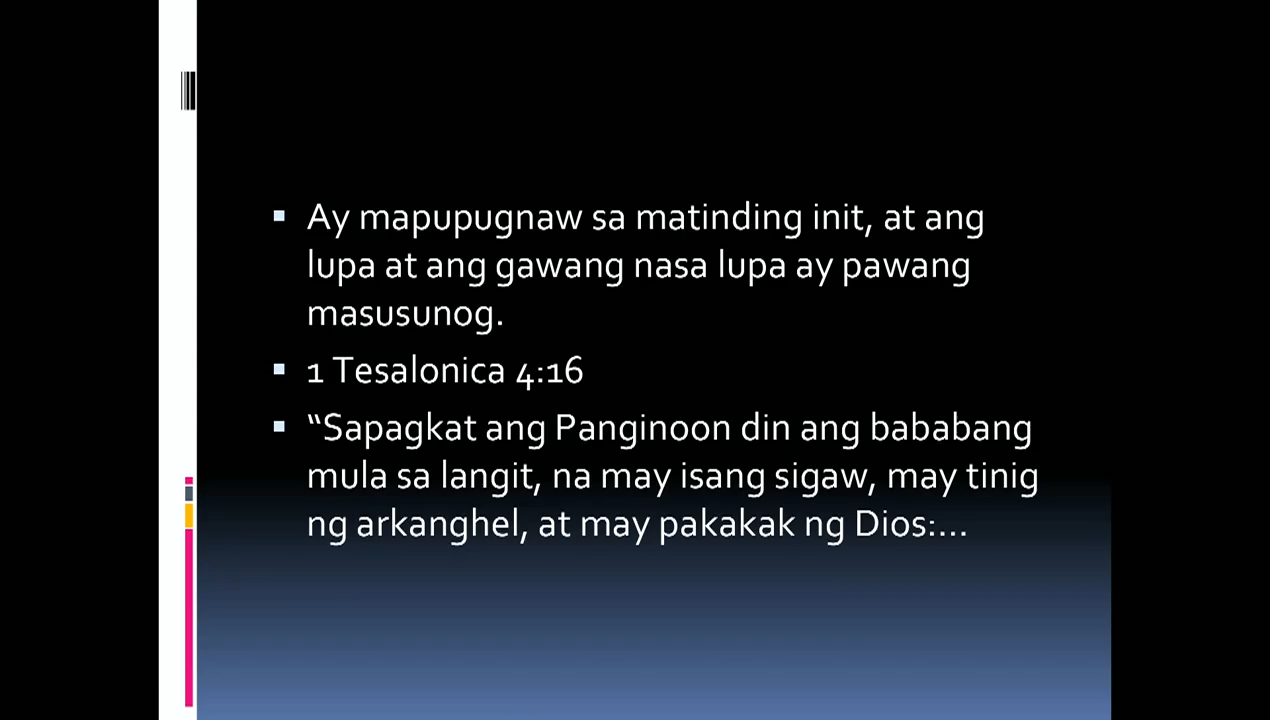 Ay mapupugnaw sa matinding init, at ang
lupa at ang gawang nasa lupa ay pawang
masusunog.
1 Tesalonica 4:16
“Sapagkat ang Panginoon din ang bababang
mula sa langit, na may isang sigaw, may tinig
ng arkanghel, at may pakakak ng Dios:...